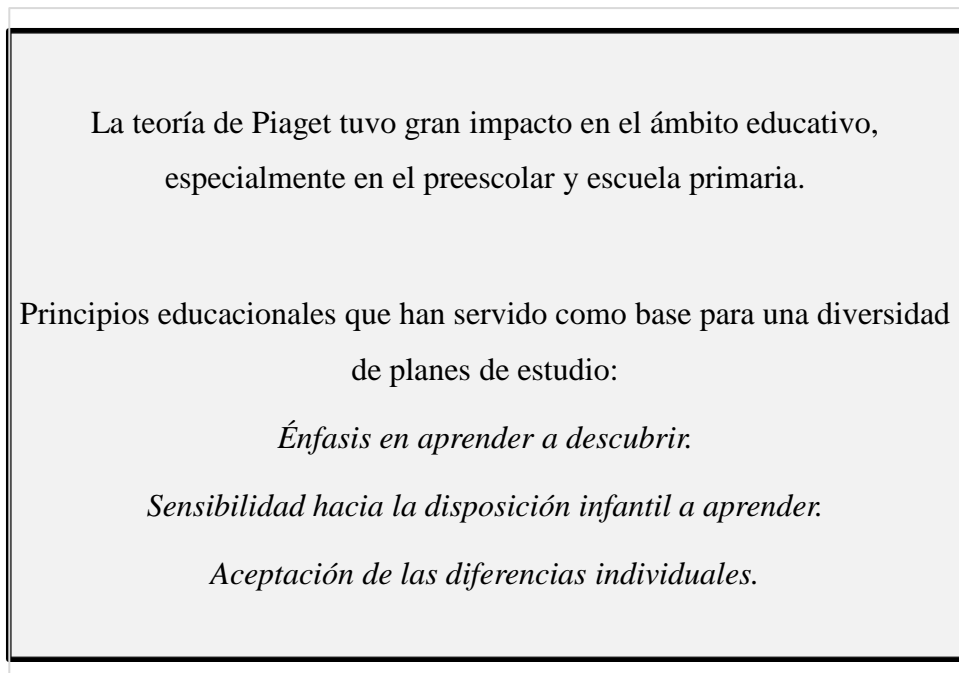 La teoría de Piaget tuvo gran impacto en el ámbito educativo,
especialmente en el preescolar y escuela primaria.
Principios educacionales que han servido como base para una diversidad
de planes de estudio:
Énfasis en aprender a descubrir.
Sensibilidad hacia la disposición infantil a aprender.
Aceptación de las diferencias individuales.